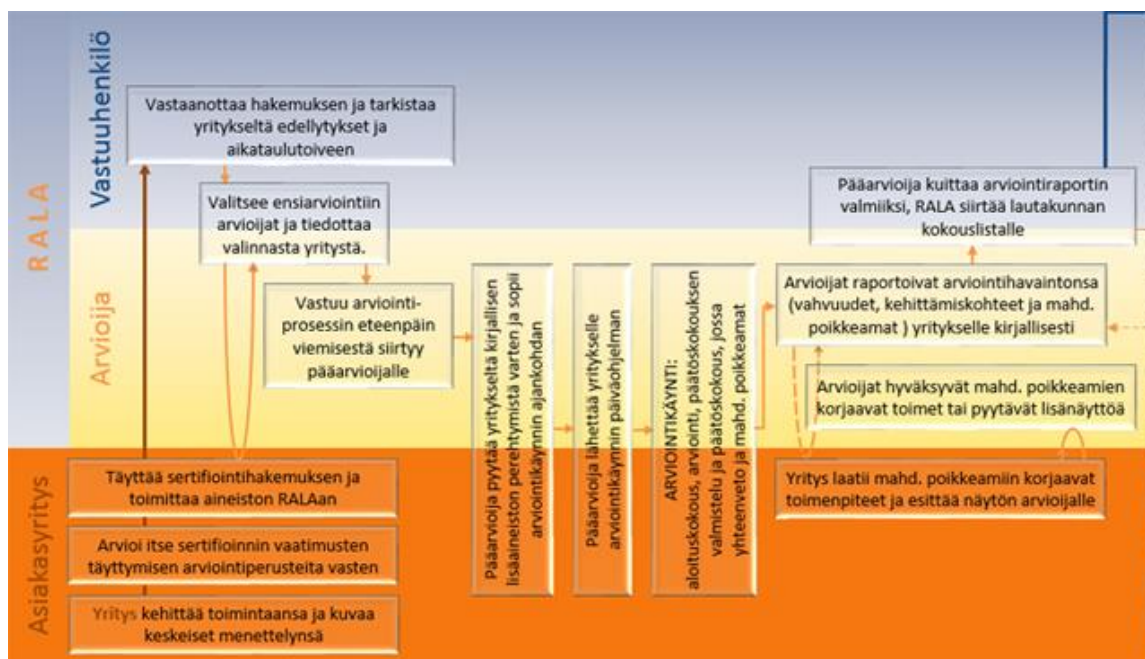 RALA
Vastuuhenkilö
Arvioija
Asiakasyritys
Vastaanottaa hakemuksen ja tarkistaa
yritykseltä edellytykset ja
aikataulutoiveen
Valitsee ensiarviointiin
arvioijat ja tiedottaa
valinnasta yritystä.
Vastuu arviointi-
prosessin eteenpäin
viemisestä siirtyy
pääarvioijalle
Täyttää sertifiointihakemuksen ja
toimittaa aineiston RALAan
Arvioi itse sertifioinnin vaatimusten
täyttymisen arviointiperusteita vasten
Yritys kehittää toimintaansa ja kuvaa
keskeiset menettelynsä
Pääarvioija pytää yritykseltä kirjallisen
lisäaineiston perehtymistä varten ja sopii
arviointikäynnin ajankohdan
Pääarvioija lähettää yritykselle
arviointikäynnin päiväohjelman
ARVIOINTIKÄYNTI:
aloituskokous, arviointi, päätöskokouksen
valmistelu ja päätöskokous, jossa
yhteenveto ja mahd. poikkeamat
Pääarvioija kuittaa arviointiraportin
valmiiksi, RALA siirtää lautakunnan
kokouslistalle
Arvioijat raportoivat arviointihavaintonsa
(vahvuudet, kehittämiskohteet ja mahd.
poikkeamat ) yritykselle kirjallisesti
Arvioijat hyväksyvät mahd. poikkeamien
korjaavat toimet tai pyytävät lisänäyttöä
Yritys laatii mahd. poikkeamiin korjaavat
toimenpiteet ja esittää näytön arvioijalle